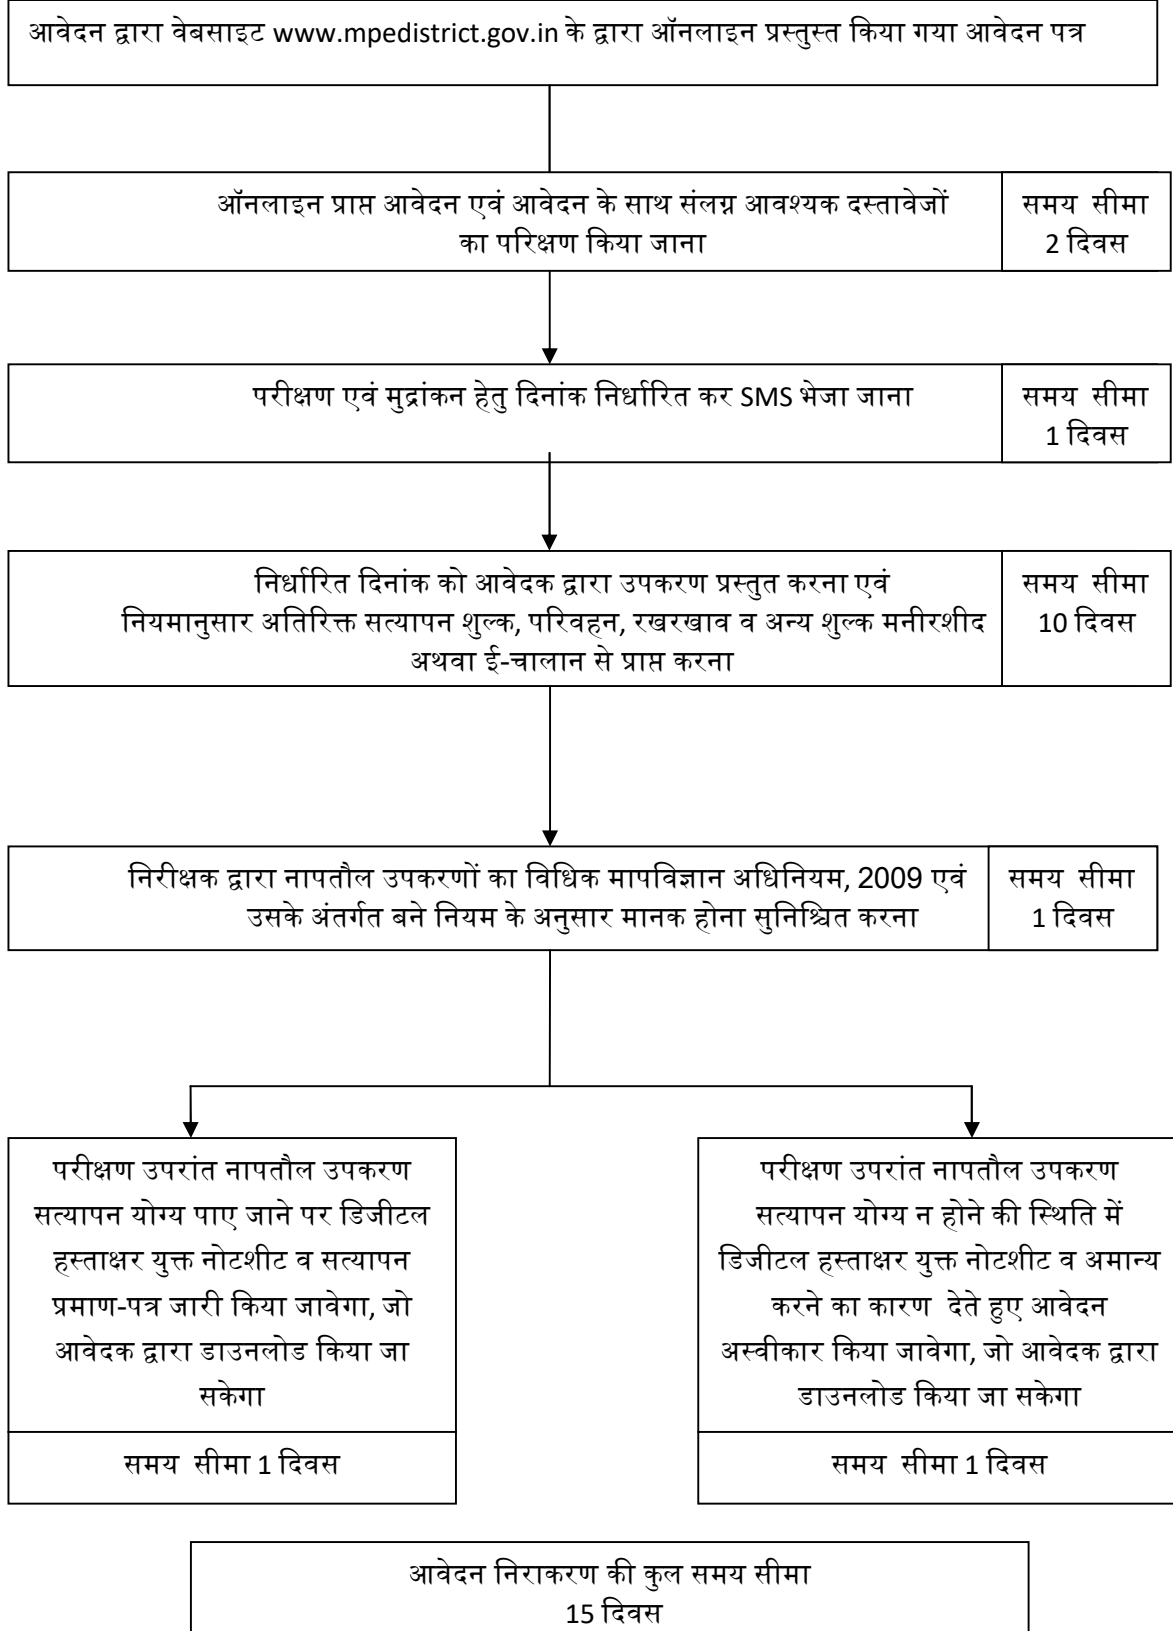 आवेदन द्वारा वेबसाइट www.mpedistrict.gov.in के द्वारा ऑनलाइन प्रस्तुस्त किया गया आवेदन पत्र
ऑनलाइन प्राप्त आवेदन एवं आवेदन के साथ संलग्न आवश्यक दस्तावेजों
का परिक्षण किया जाना
समय सीमा
2 दिवस
परीक्षण एवं मुद्रांकन हेतु दिनांक निर्धारित कर SMS भेजा जाना
समय सीमा
1 दिवस
निर्धारित दिनांक को आवेदक द्वारा उपकरण प्रस्तुत करना एवं
नियमानुसार अतिरिक्त सत्यापन शुल्क, परिवहन, रखरखाव व अन्य शुल्क मनीरशीद
अथवा ई-चालान से प्राप्त करना
समय सीमा
10 दिवस
निरीक्षक द्वारा नापतौल उपकरणों का विधिक मापविज्ञान अधिनियम, 2009 एवं
उसके अंतर्गत बने नियम के अनुसार मानक होना सुनिश्चित करना
समय सीमा
1 दिवस
परीक्षण उपरांत नापतौल उपकरण
सत्यापन योग्य पाए जाने पर डिजीटल
हस्ताक्षर युक्त नोटशीट व सत्यापन
प्रमाण-पत्र जारी किया जावेगा, जो
आवेदक द्वारा डाउनलोड किया जा
सकेगा
समय सीमा 1 दिवस
परीक्षण उपरांत नापतौल उपकरण
सत्यापन योग्य न होने की स्थिति में
डिजीटल हस्ताक्षर युक्त नोटशीट व अमान्य
करने का कारण देते हुए आवेदन
अस्वीकार किया जावेगा, जो आवेदक द्वारा
डाउनलोड किया जा सकेगा
समय सीमा 1 दिवस
आवेदन निराकरण की कुल समय सीमा
15 दिवस